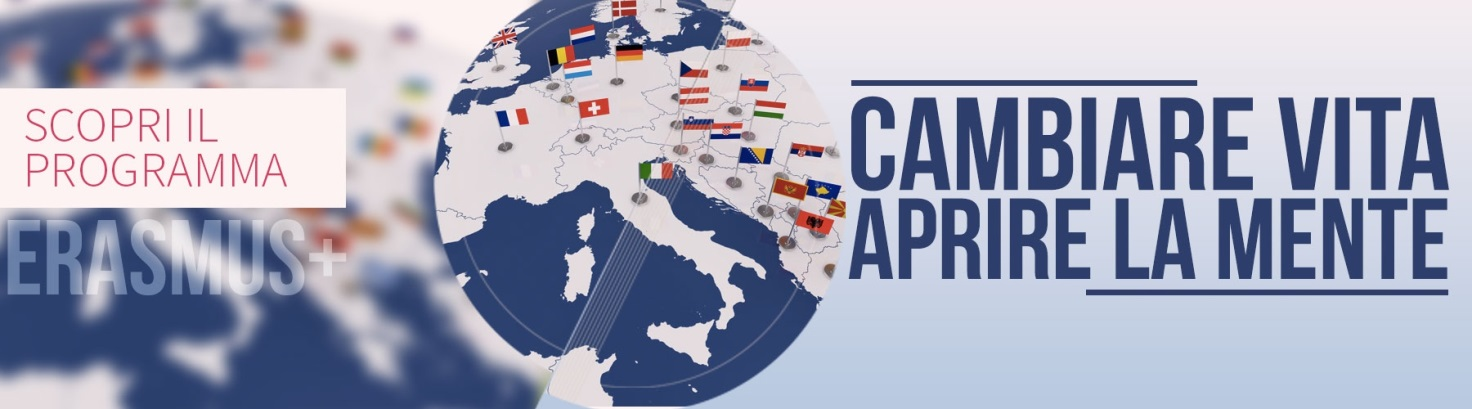 SCOPRI IL
PROGRAMMA
ERASMUS+
CAMBIARE VITA
APRIRE LA MENTE